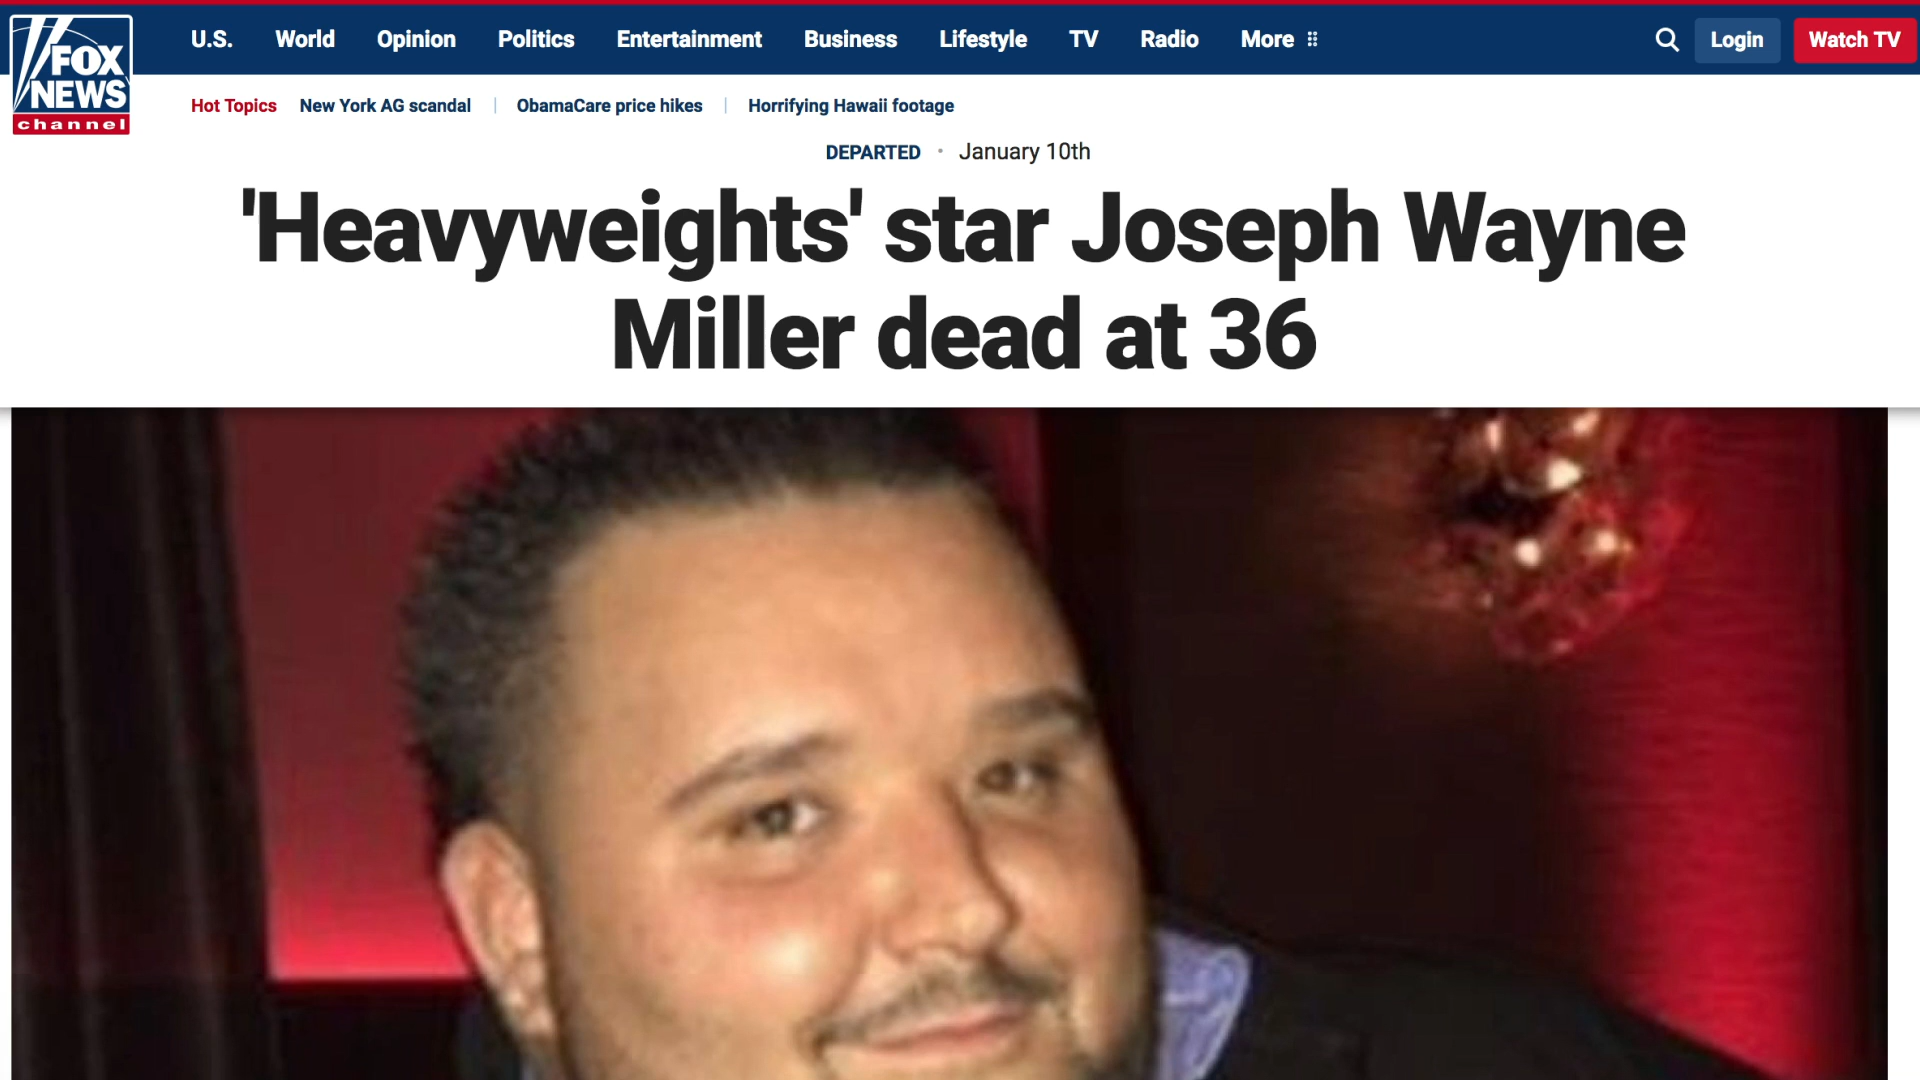 FOX
NEWS
channel
U.S. World Opinion Politics Entertainment Business Lifestyle TV Radio More Login Watch TV
Hot Topics New York AG scandal | ObamaCare price hikes | Horrifying Hawaii footage
DEPARTED · January 10th
'Heavyweights' star Joseph Wayne
Miller dead at 36